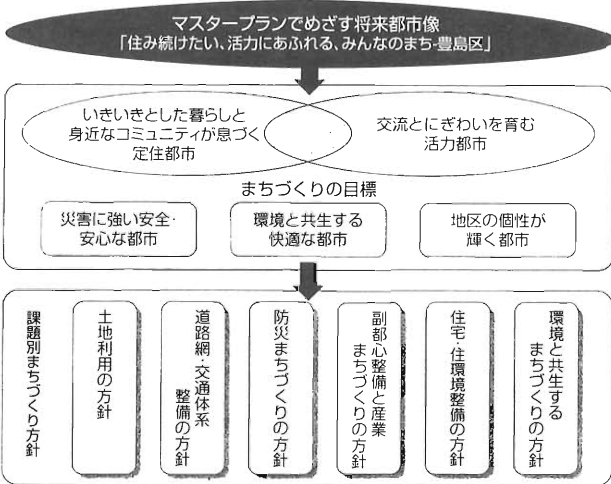 マスタープランでめざす将来都市像
「住み続けたい、活力にあふれる、みんなのまち-豊島区」
いきいきとした暮らしと
身近なコミュニティが息づく
定住都市
交流とにぎわいを育む
活力都市
まちづくりの目標
災害に強い安全・
安心な都市
環境と共生する
快適な都市
地区の個性が
輝く都市
課題別まちづくり方針
土地利用の方針
道路網・交通体系
整備の方針
防災まちづくりの方針
副都心整備と産業
まちづくりの方針
住宅・住環境整備の方針
環境と共生する
まちづくりの方針